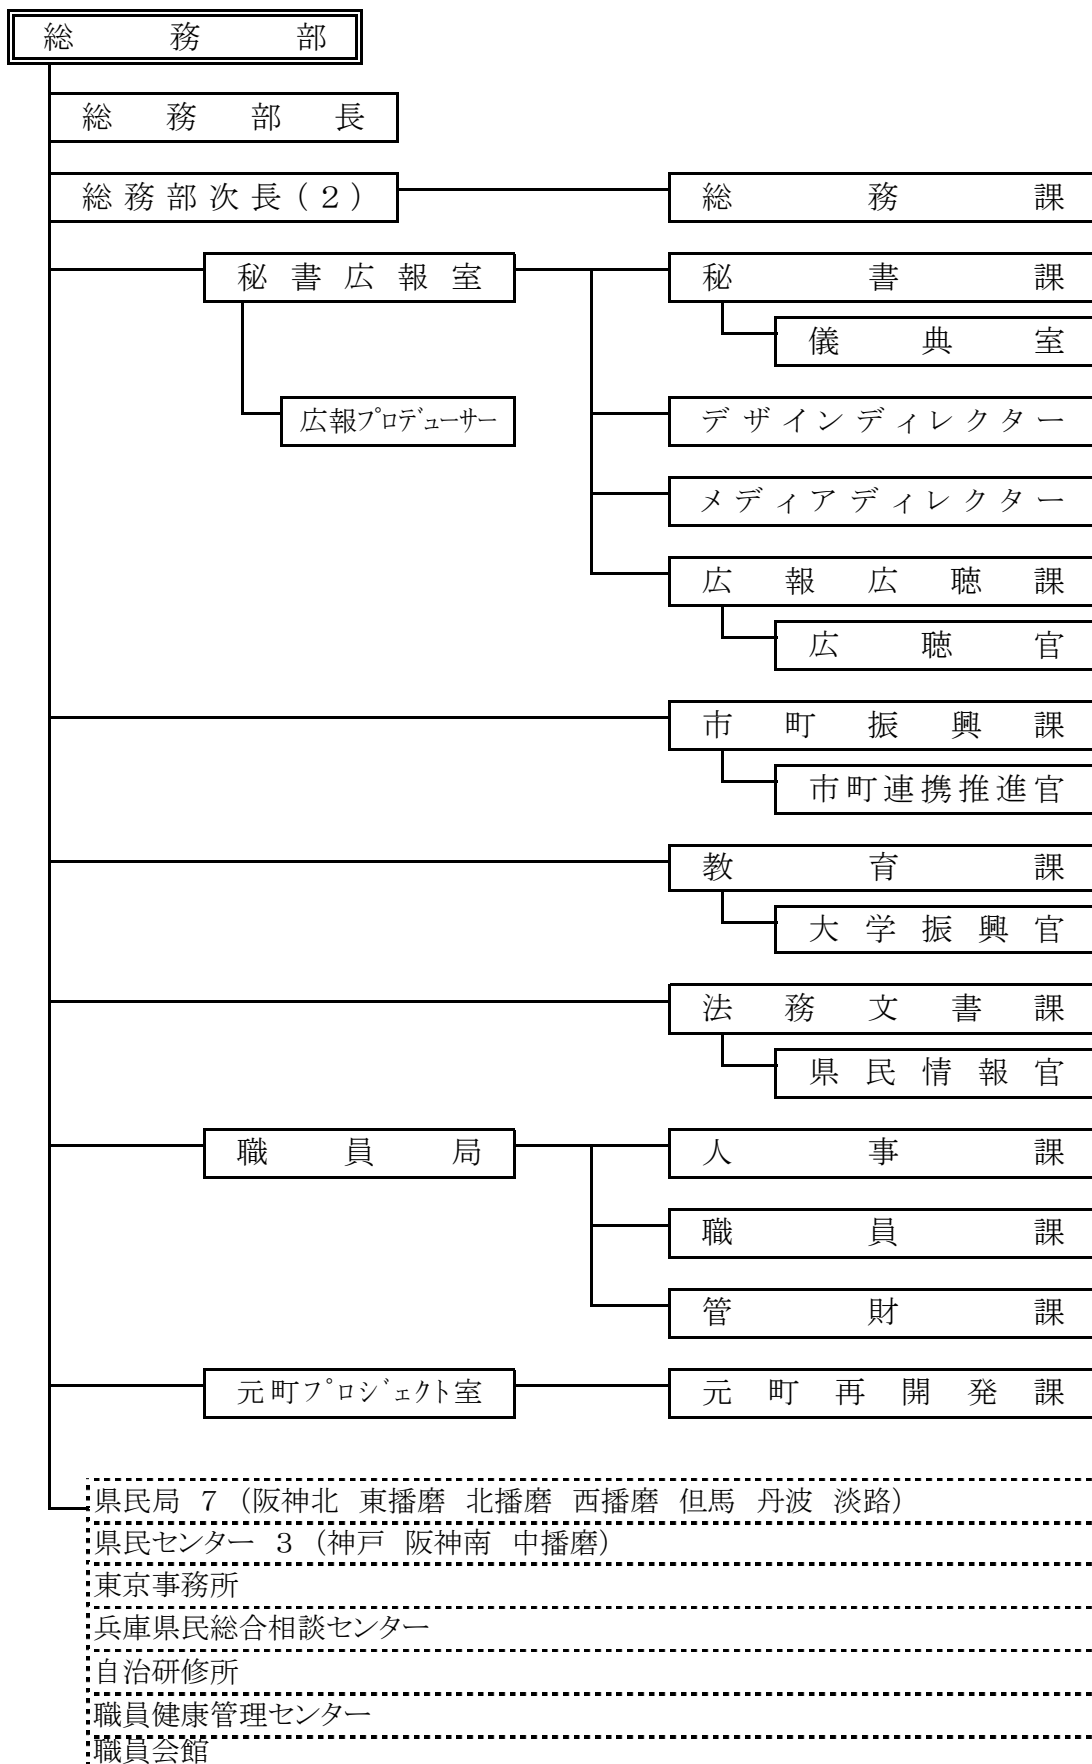 総務部
総務部長
総務部次長(２) 総務課
秘書広報室 秘書課
儀典室
広報プロデューサー デザインディレクター
メディアディレクター
広報広聴課
広聴官
市町振興課
市町連携推進官
教育課
大学振興官
法務文書課
県民情報官
職員局 人事課
職員課
管財課
元町プロジェクト室 元町再開発課
県民局 ７ (阪神北 東播磨 北播磨 西播磨 但馬 丹波 淡路)
県民センター ３ (神戸 阪神南 中播磨)
東京事務所
兵庫県民総合相談センター
自治研修所
職員健康管理センター
職員会館